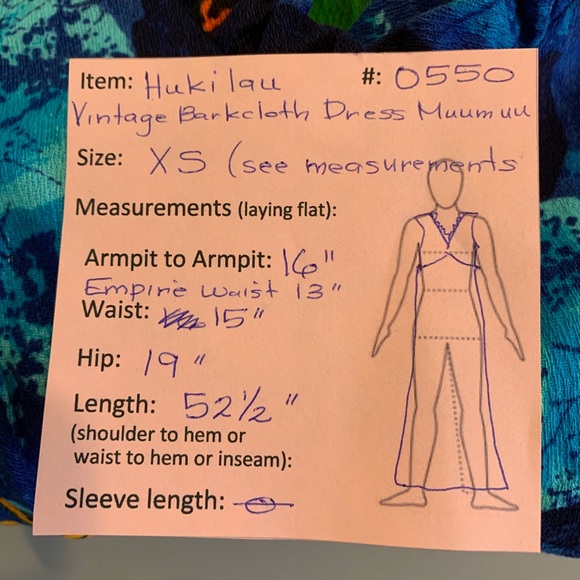 Item: Hukilau #: 0550
Vintage Barkcloth Dress Muumuu
Size: XS (see measurements
Measurements (laying flat):
Armpit to Armpit: 16"
Empire Waist 13"
Waist: 15"
Hip: 19"
Length: 52 1/2"
(shoulder to hem or
waist to hem or inseam):
Sleeve length: